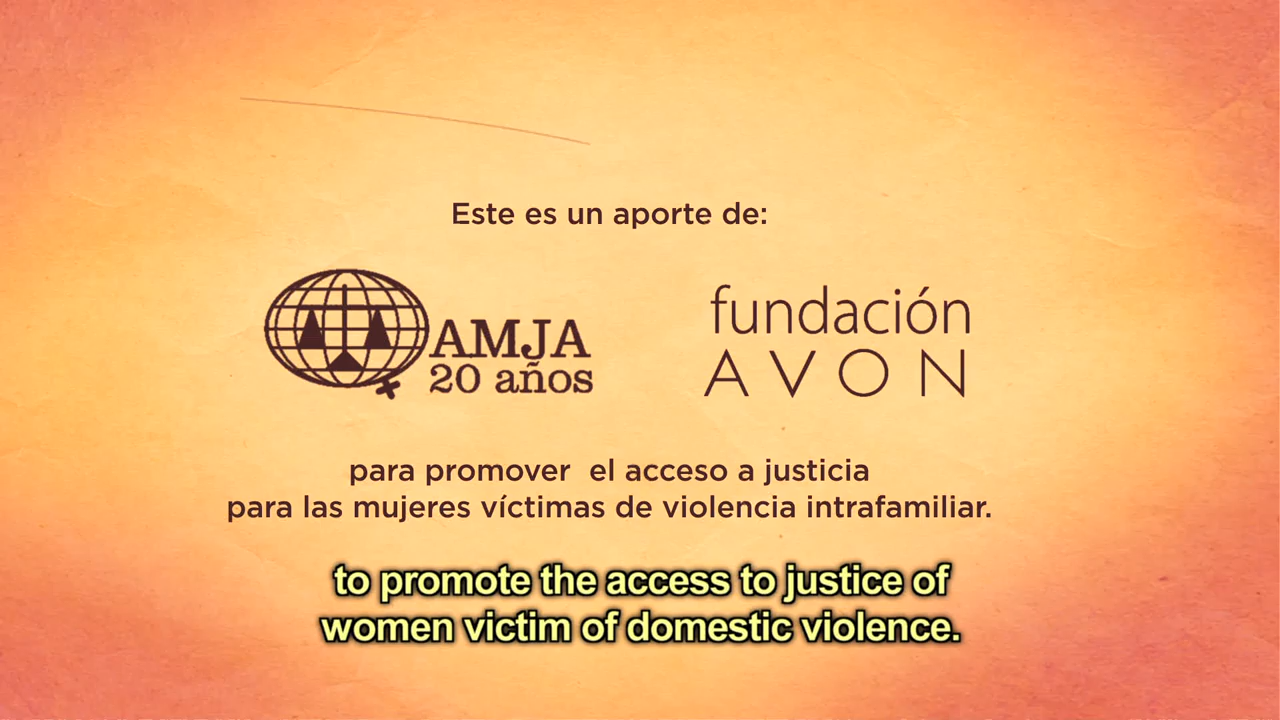 Este es un aporte de:
AMJA
20 años
fundación
AVON
para promover el acceso a justicia
para las mujeres víctimas de violencia intrafamiliar.
to promote the access to justice of
women victim of domestic violence.